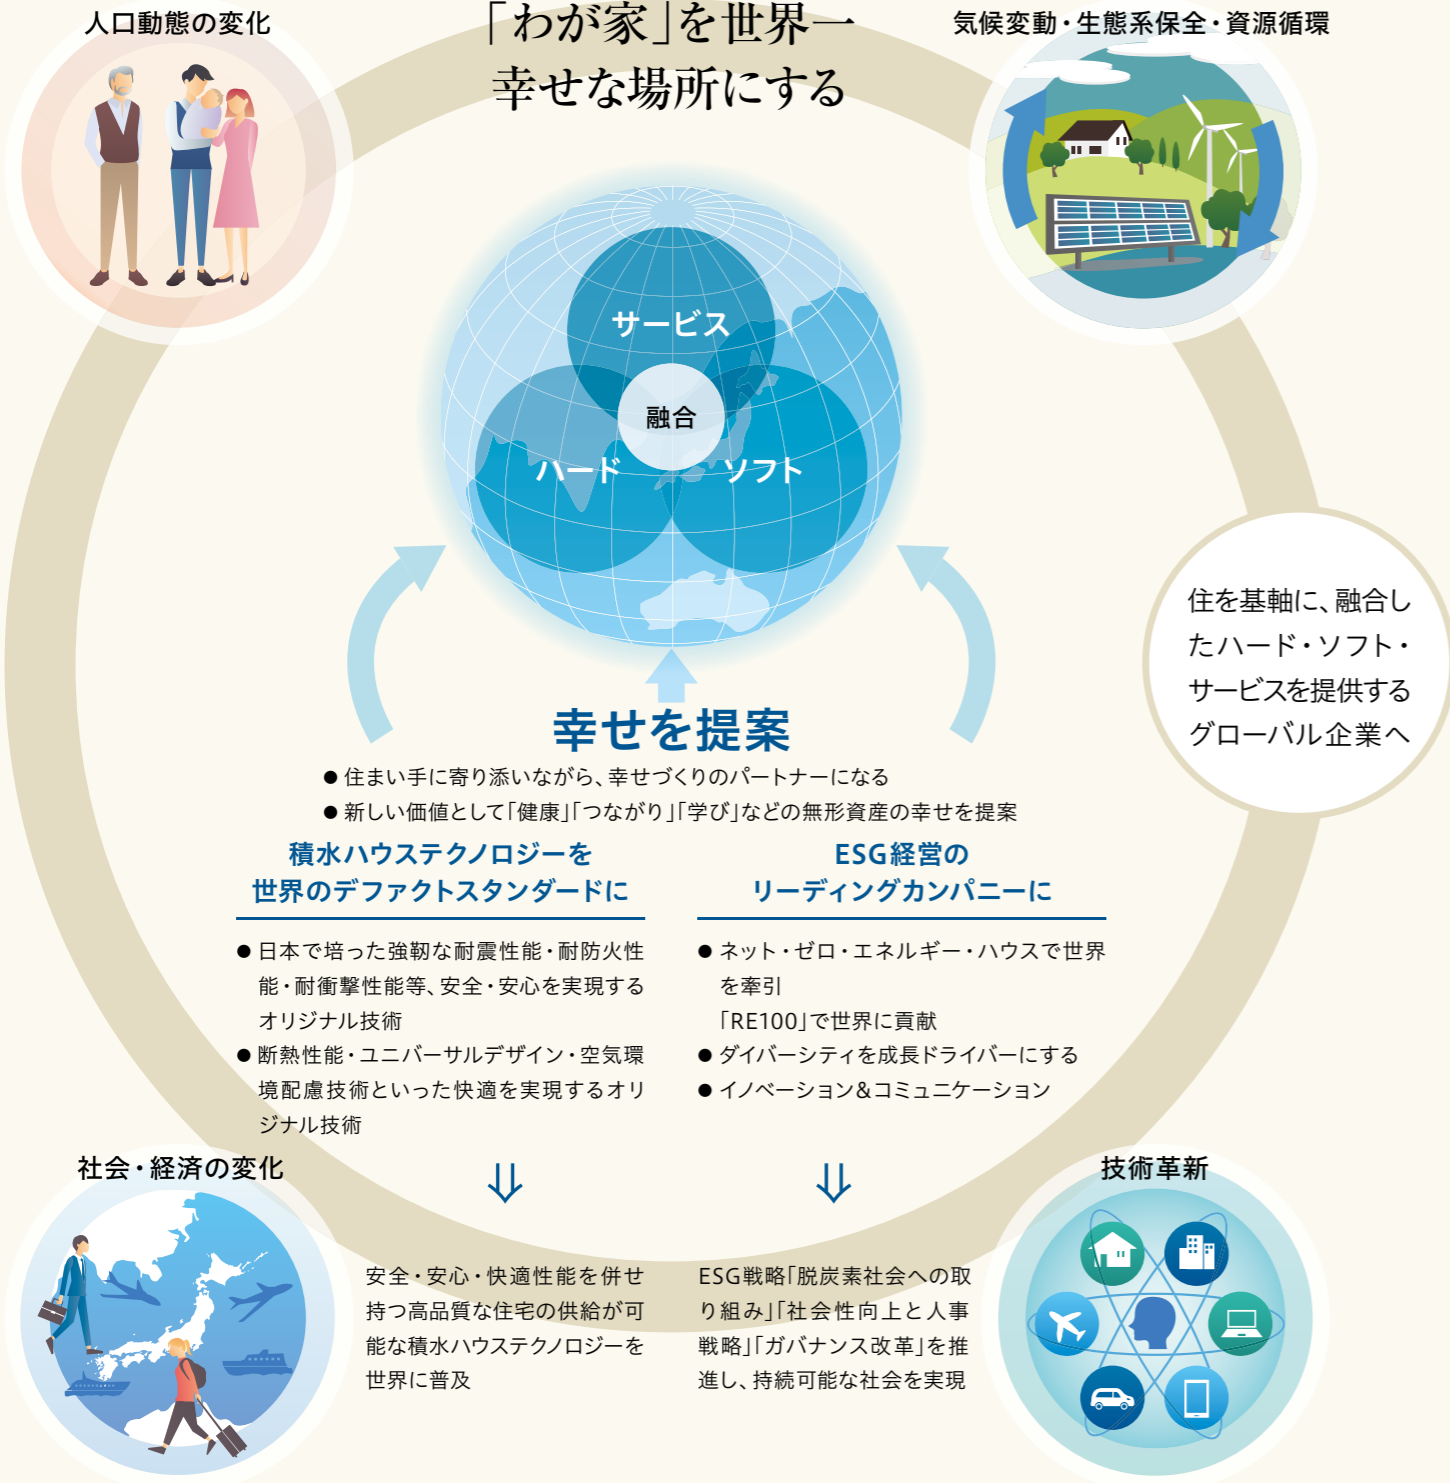 人口動態の変化
「わが家」を世界一
幸せな場所にする
気候変動・生態系保全・資源循環
サービス
融合
ハード
ソフト
住を基軸に、融合し
たハード・ソフト・
サービスを提供する
グローバル企業へ
幸せを提案
● 住まい手に寄り添いながら、幸せづくりのパートナーになる
● 新しい価値として「健康」「つながり」「学び」などの無形資産の幸せを提案
積水ハウステクノロジーを
世界のデファクトスタンダードに
● 日本で培った強靭な耐震性能・耐防火性
能・耐衝撃性能等、安全・安心を実現する
オリジナル技術
● 断熱性能・ユニバーサルデザイン・空気環
境配慮技術といった快適を実現するオリ
ジナル技術
ESG経営の
リーディングカンパニーに
● ネット・ゼロ・エネルギー・ハウスで世界
を牽引
「RE100」で世界に貢献
● ダイバーシティを成長ドライバーにする
● イノベーション＆コミュニケーション
⇓
⇓
社会・経済の変化
安全・安心・快適性能を併せ
持つ高品質な住宅の供給が可
能な積水ハウステクノロジーを
世界に普及
ESG戦略「脱炭素社会への取
り組み」「社会性向上と人事
戦略」「ガバナンス改革」を推
進し、持続可能な社会を実現
技術革新